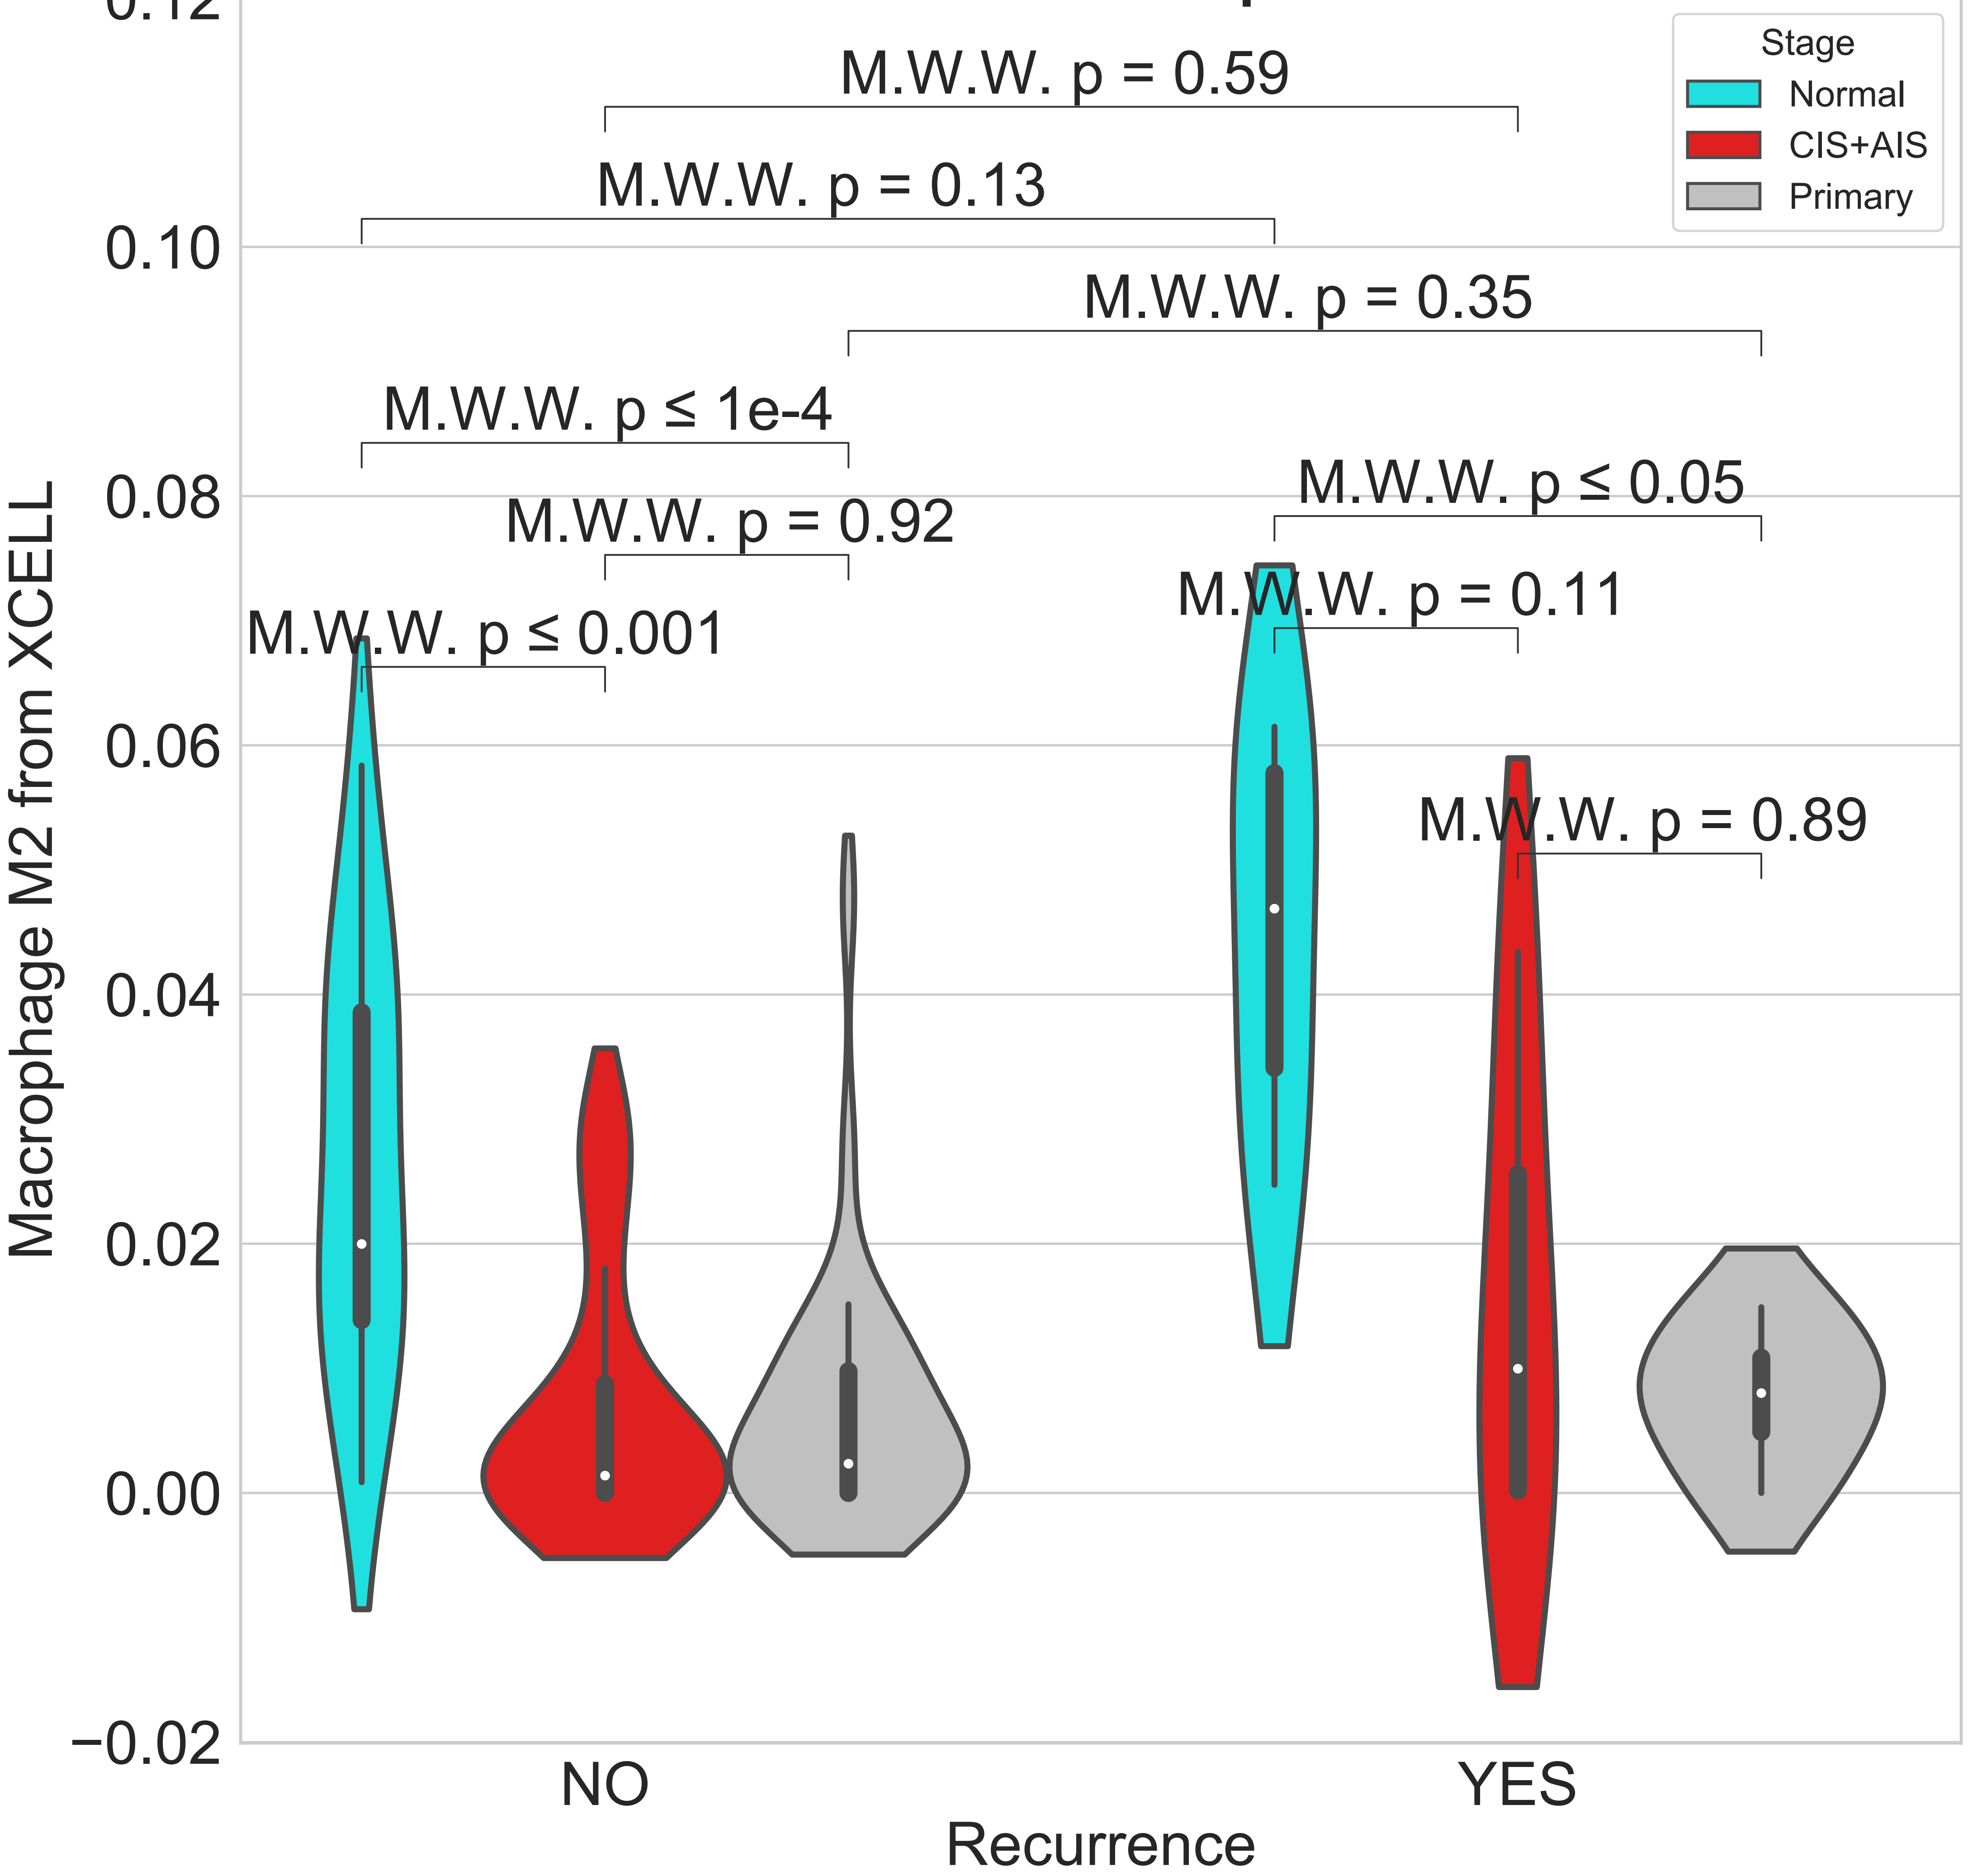 0.12
M.W.W. p = 0.59
Stage
Normal
CIS+AIS
Primary
M.W.W. p = 0.13
0.10
M.W.W. p = 0.35
M.W.W. p ≤ 1e-4
0.08
M.W.W. p ≤ 0.05
M.W.W. p = 0.92
M.W.W. p = 0.11
M.W.W. p ≤ 0.001
0.06
M.W.W. p = 0.89
0.04
0.02
0.00
−0.02
Macrophage M2 from XCELL
NO
YES
Recurrence